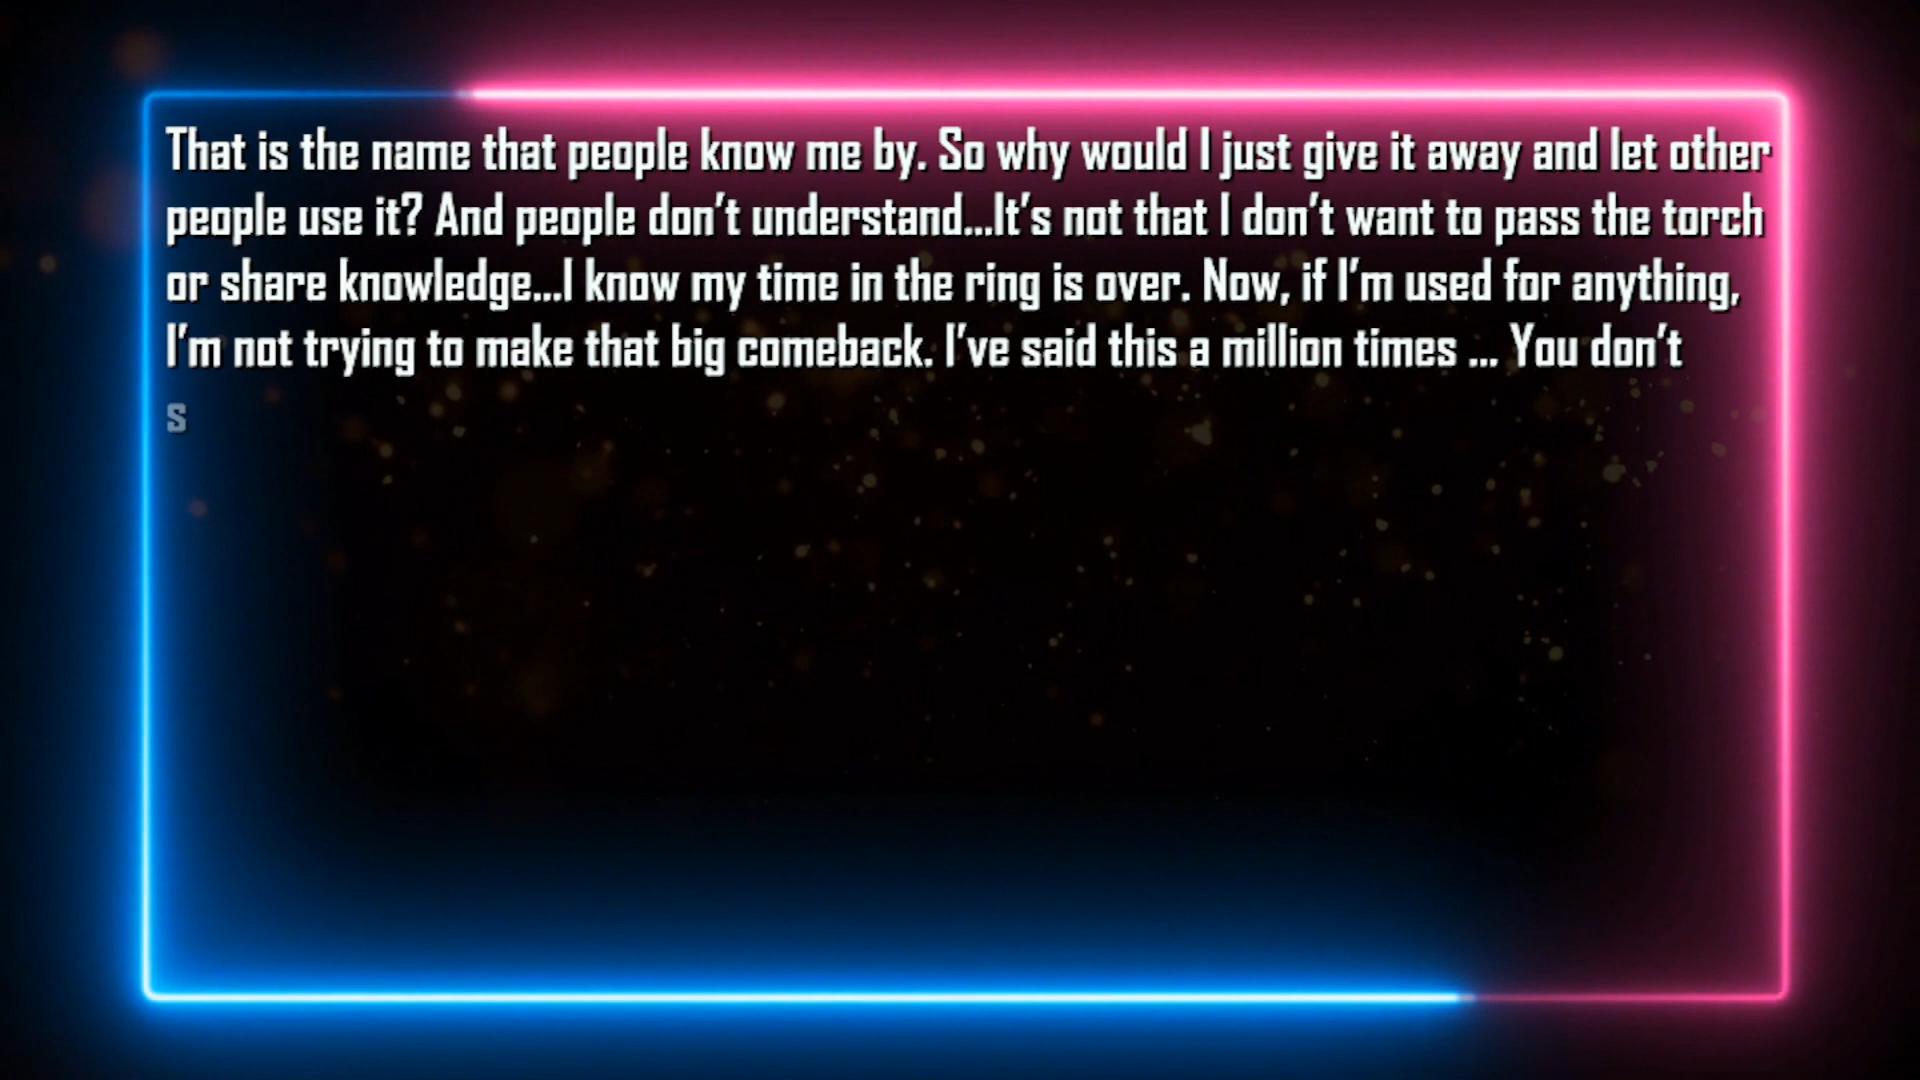 That is the name that people know me by. So why would I just give it away and let other
people use it? And people don't understand...It's not that I don't want to pass the torch
or share knowledge...I know my time in the ring is over. Now, if I'm used for anything,
I'm not trying to make that big comeback. I've said this a million times ... You don't
s